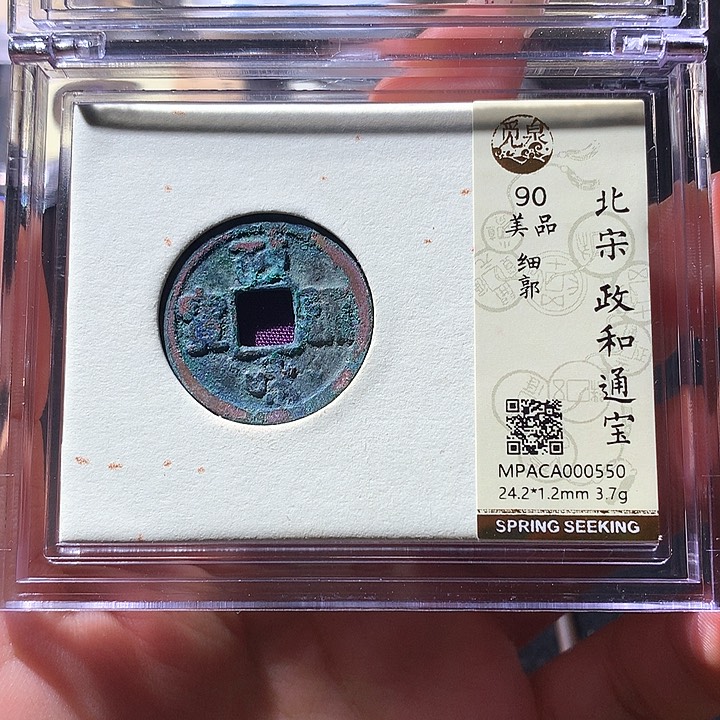 觅泉
90
美品
细郭
北宋政和通宝
MPACA000550
24.2*1.2mm 3.7g
SPRING SEEKING